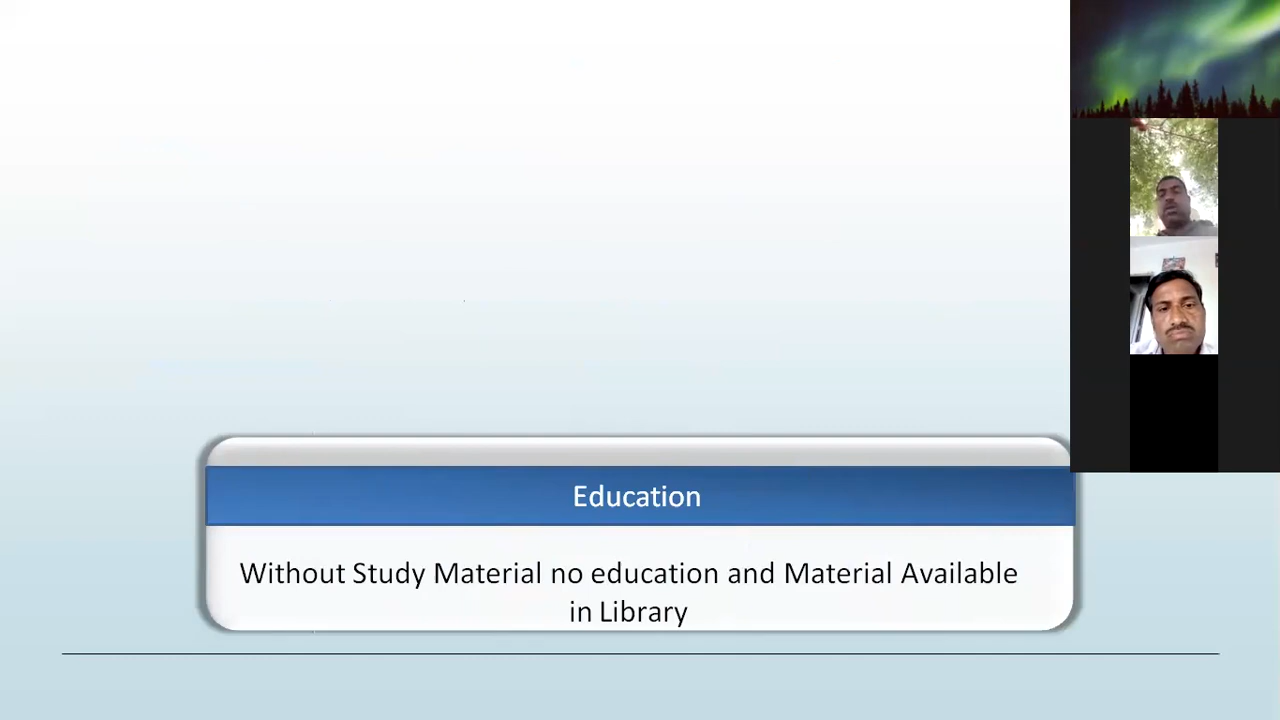 Education
Without Study Material no education and Material Available
in Library